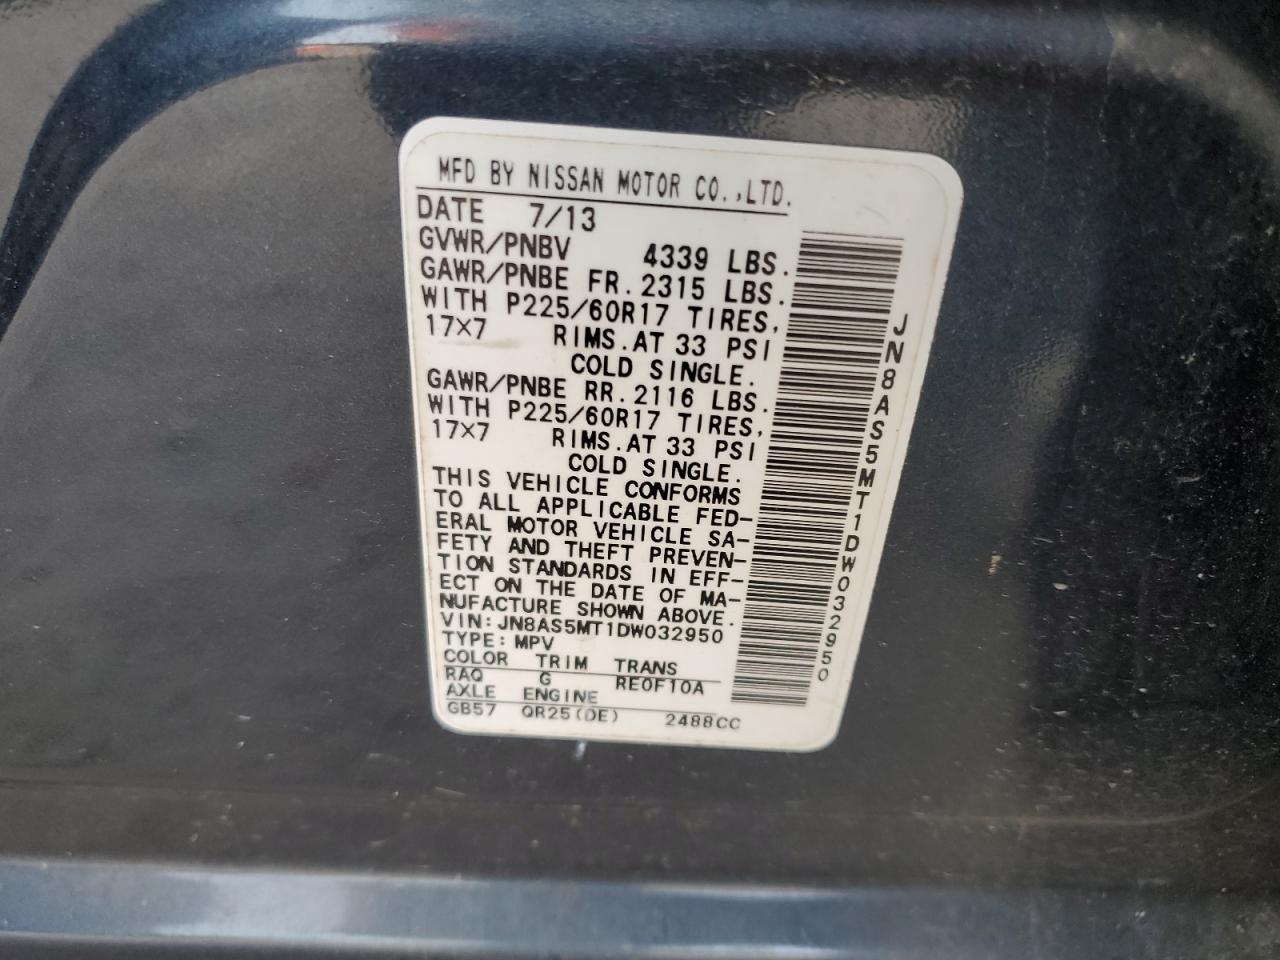 MFD BY NISSAN MOTOR CO.,LTD.
DATE 7/13
GVWR/PNBV 4339 LBS.
GAWR/PNBE FR.2315 LBS.
WITH P225/60R17 TIRES,
17X7 RIMS.AT 33 PSI
COLD SINGLE.
GAWR/PNBE RR.2116 LBS.
WITH P225/60R17 TIRES,
17X7 RIMS.AT 33 PSI
COLD SINGLE.
THIS VEHICLE CONFORMS
TO ALL APPLICABLE FED-
ERAL MOTOR VEHICLE SA-
FETY AND THEFT PREVEN-
TION STANDARDS IN EFF-
ECT ON THE DATE OF MA-
NUFACTURE SHOWN ABOVE.
VIN:JN8AS5MT1DW032950
TYPE:MPV
COLOR TRIM TRANS
RAQ G RE0F10A
AXLE ENGINE
GB57 QR25(DE) 2488CC
JN8AS5MT1DW032950